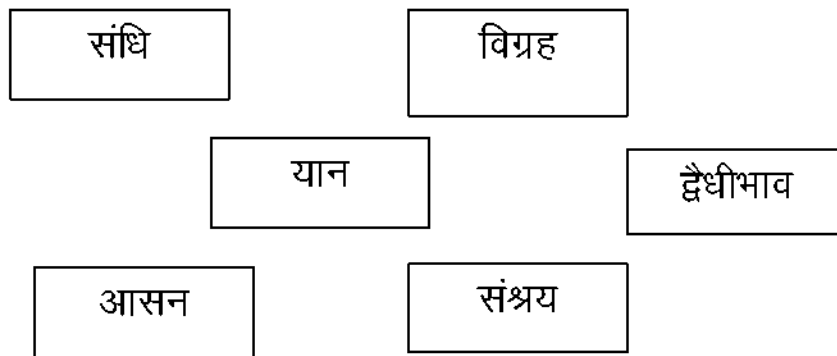 संधि
विग्रह
यान
द्वैधीभाव
आसन
संश्रय